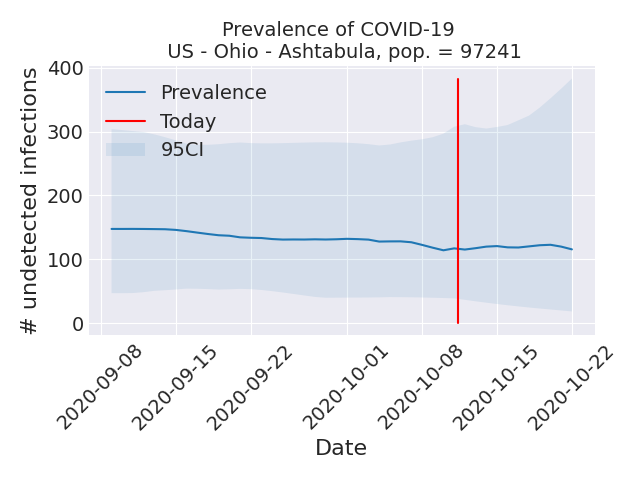 Prevalence of COVID-19
US - Ohio - Ashtabula, pop. = 97241
# undetected infections
400
300
200
100
0
Prevalence
Today
95CI
2020-09-08
2020-09-15
2020-09-22
2020-10-01
2020-10-08
2020-10-15
2020-10-22
Date